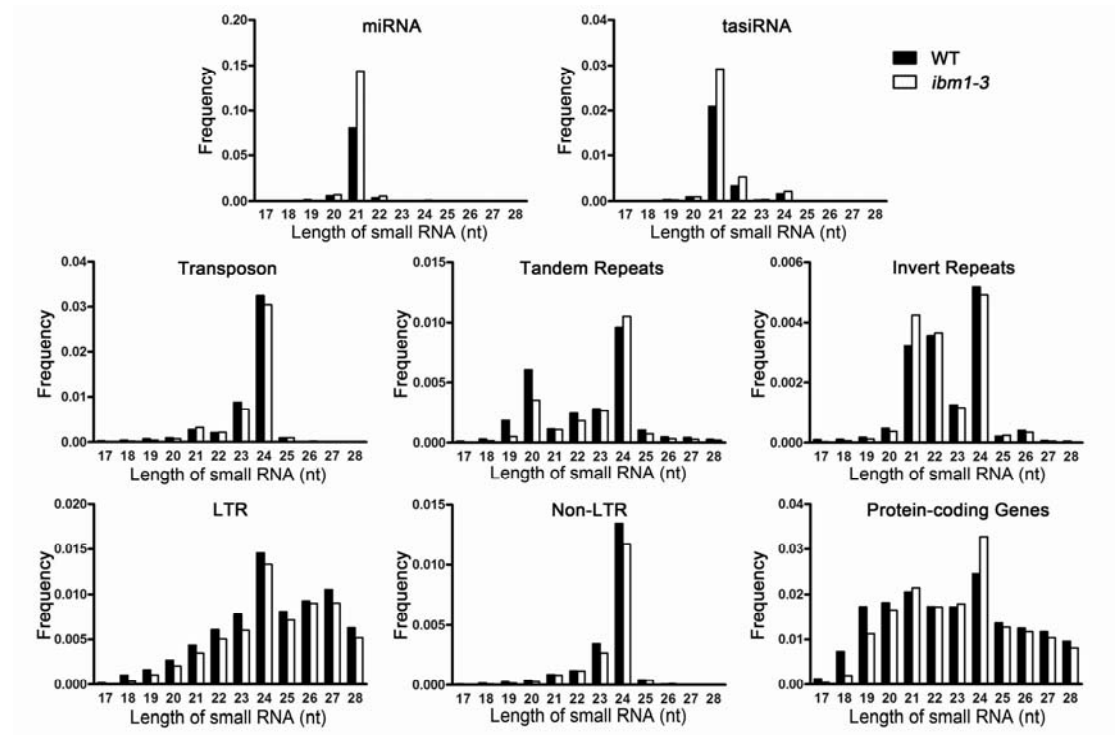 miRNA
0.20
0.15
0.10
0.05
0.00
Frequency
17 18 19 20 21 22 23 24 25 26 27 28
Length of small RNA (nt)
tasiRNA
0.04
0.03
0.02
0.01
0.00
Frequency
17 18 19 20 21 22 23 24 25 26 27 28
Length of small RNA (nt)
WT
ibm1-3
Transposon
0.04
0.03
0.02
0.01
0.00
Frequency
17 18 19 20 21 22 23 24 25 26 27 28
Length of small RNA (nt)
Tandem Repeats
0.015
0.010
0.005
0.000
Frequency
17 18 19 20 21 22 23 24 25 26 27 28
Length of small RNA (nt)
Invert Repeats
0.006
0.004
0.002
0.000
Frequency
17 18 19 20 21 22 23 24 25 26 27 28
Length of small RNA (nt)
LTR
0.020
0.015
0.010
0.005
0.000
Frequency
17 18 19 20 21 22 23 24 25 26 27 28
Length of small RNA (nt)
Non-LTR
0.015
0.010
0.005
0.000
Frequency
17 18 19 20 21 22 23 24 25 26 27 28
Length of small RNA (nt)
Protein-coding Genes
0.04
0.03
0.02
0.01
0.00
Frequency
17 18 19 20 21 22 23 24 25 26 27 28
Length of small RNA (nt)